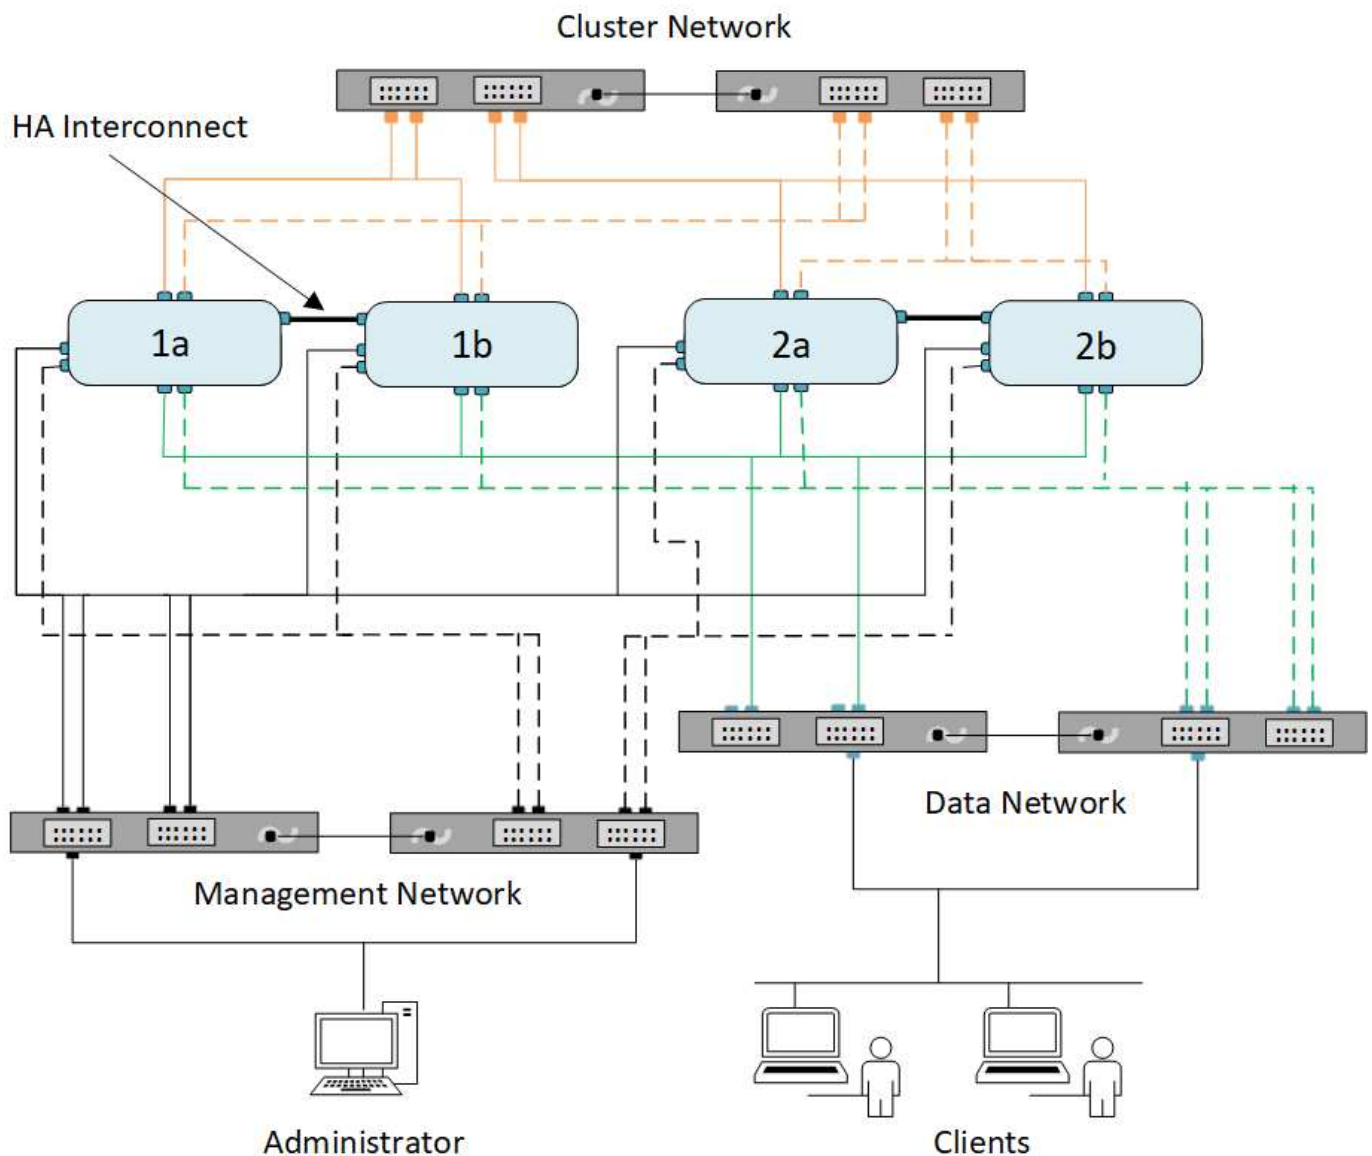 Cluster Network
HA Interconnect
1a
1b
2a
2b
Data Network
Management Network
Administrator
Clients